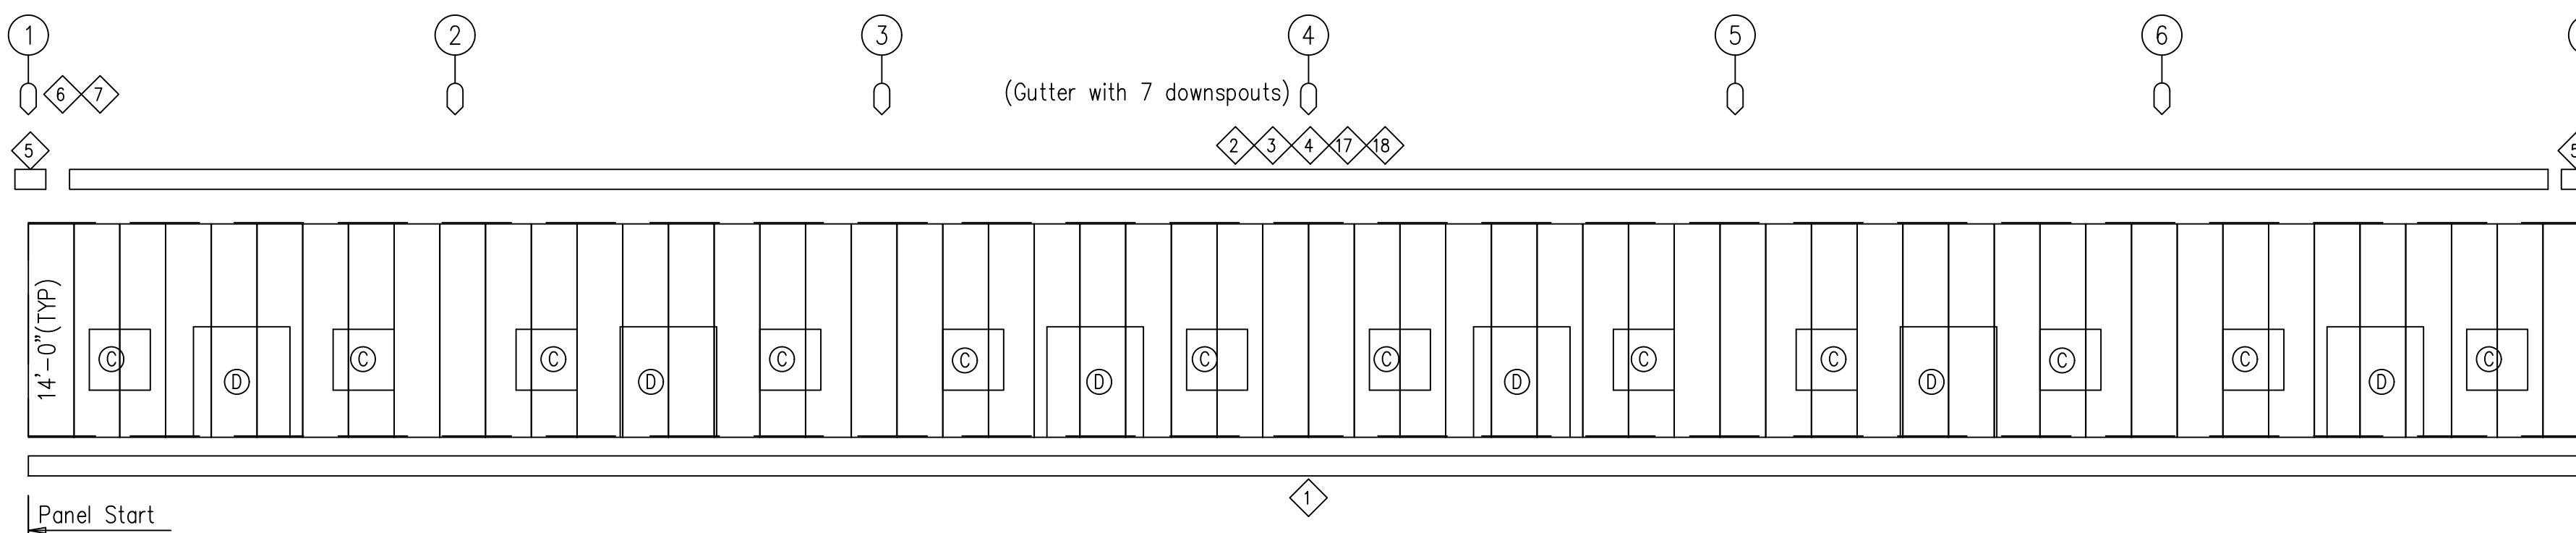 1 2 3 4 5 6
6 7 (Gutter with 7 downspouts)
5 2 3 4 17 18 5
14'-0"(TYP)
C C C C C C C C C C C C
D D D D D D
1
Panel Start